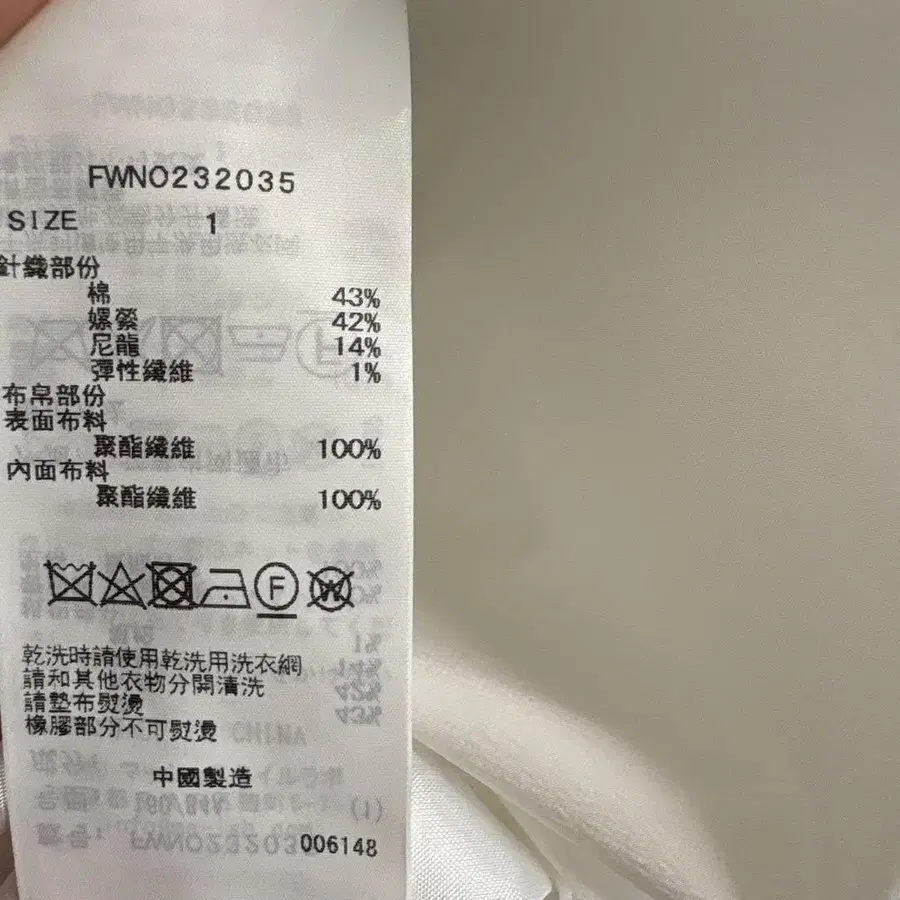 FWNO232035
SIZE 1
針織部份
棉 43%
嫘縈 42%
尼龍 14%
彈性纖維 1%
布帛部份
表面布料
聚酯纖維 100%
內面布料
聚酯纖維 100%
F W
乾洗時請使用乾洗用洗衣網
請和其他衣物分開清洗
請墊布熨燙
橡膠部分不可熨燙
中國製造
006148